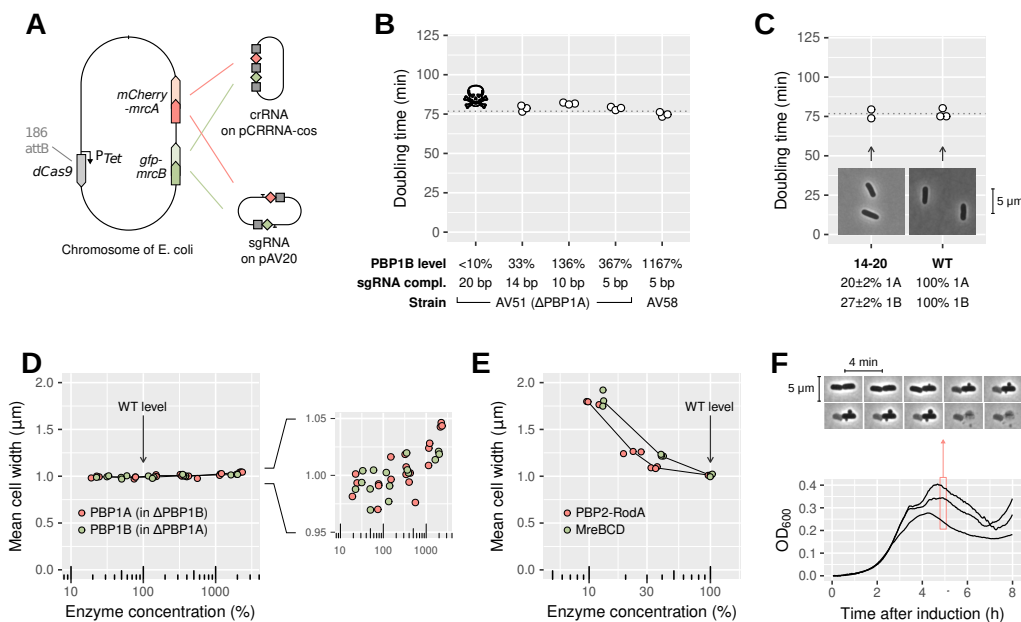 A
mCherry
-mrcA
186
attB
PTet
dCas9
gfp-
mrcB
Chromosome of E. coli
crRNA
on pCRRNA-cos
sgRNA
on pAV20
B
Doubling time (min)
125
100
75
50
25
0
PBP1B level <10% 33% 136% 367% 1167%
sgRNA compl. 20 bp 14 bp 10 bp 5 bp 5 bp
Strain AV51 (ΔPBP1A) AV58
C
Doubling time (min)
125
100
75
50
25
0
5 µm
14-20 WT
20±2% 1A 100% 1A
27±2% 1B 100% 1B
D
Mean cell width (µm)
2.0
1.5
1.0
0.5
0.0
WT level
PBP1A (in ΔPBP1B)
PBP1B (in ΔPBP1A)
10 100 1000
Enzyme concentration (%)
1.05
1.00
0.95
10 100 1000
E
Mean cell width (µm)
2.0
1.5
1.0
0.5
0.0
WT level
PBP2-RodA
MreBCD
10 30 100
Enzyme concentration (%)
F
4 min
5 µm
OD600
0.4
0.3
0.2
0.1
0.0
0 2 4 6 8
Time after induction (h)